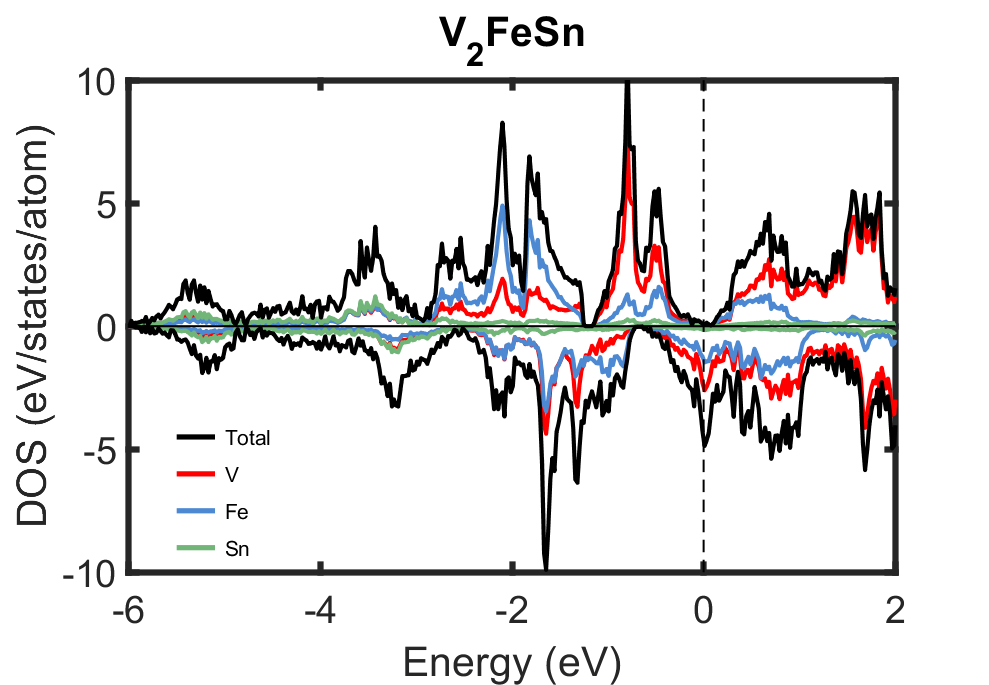 V₂FeSn
DOS (eV/states/atom)
10
5
0
-5
-10
Total
V
Fe
Sn
-6 -4 -2 0 2
Energy (eV)